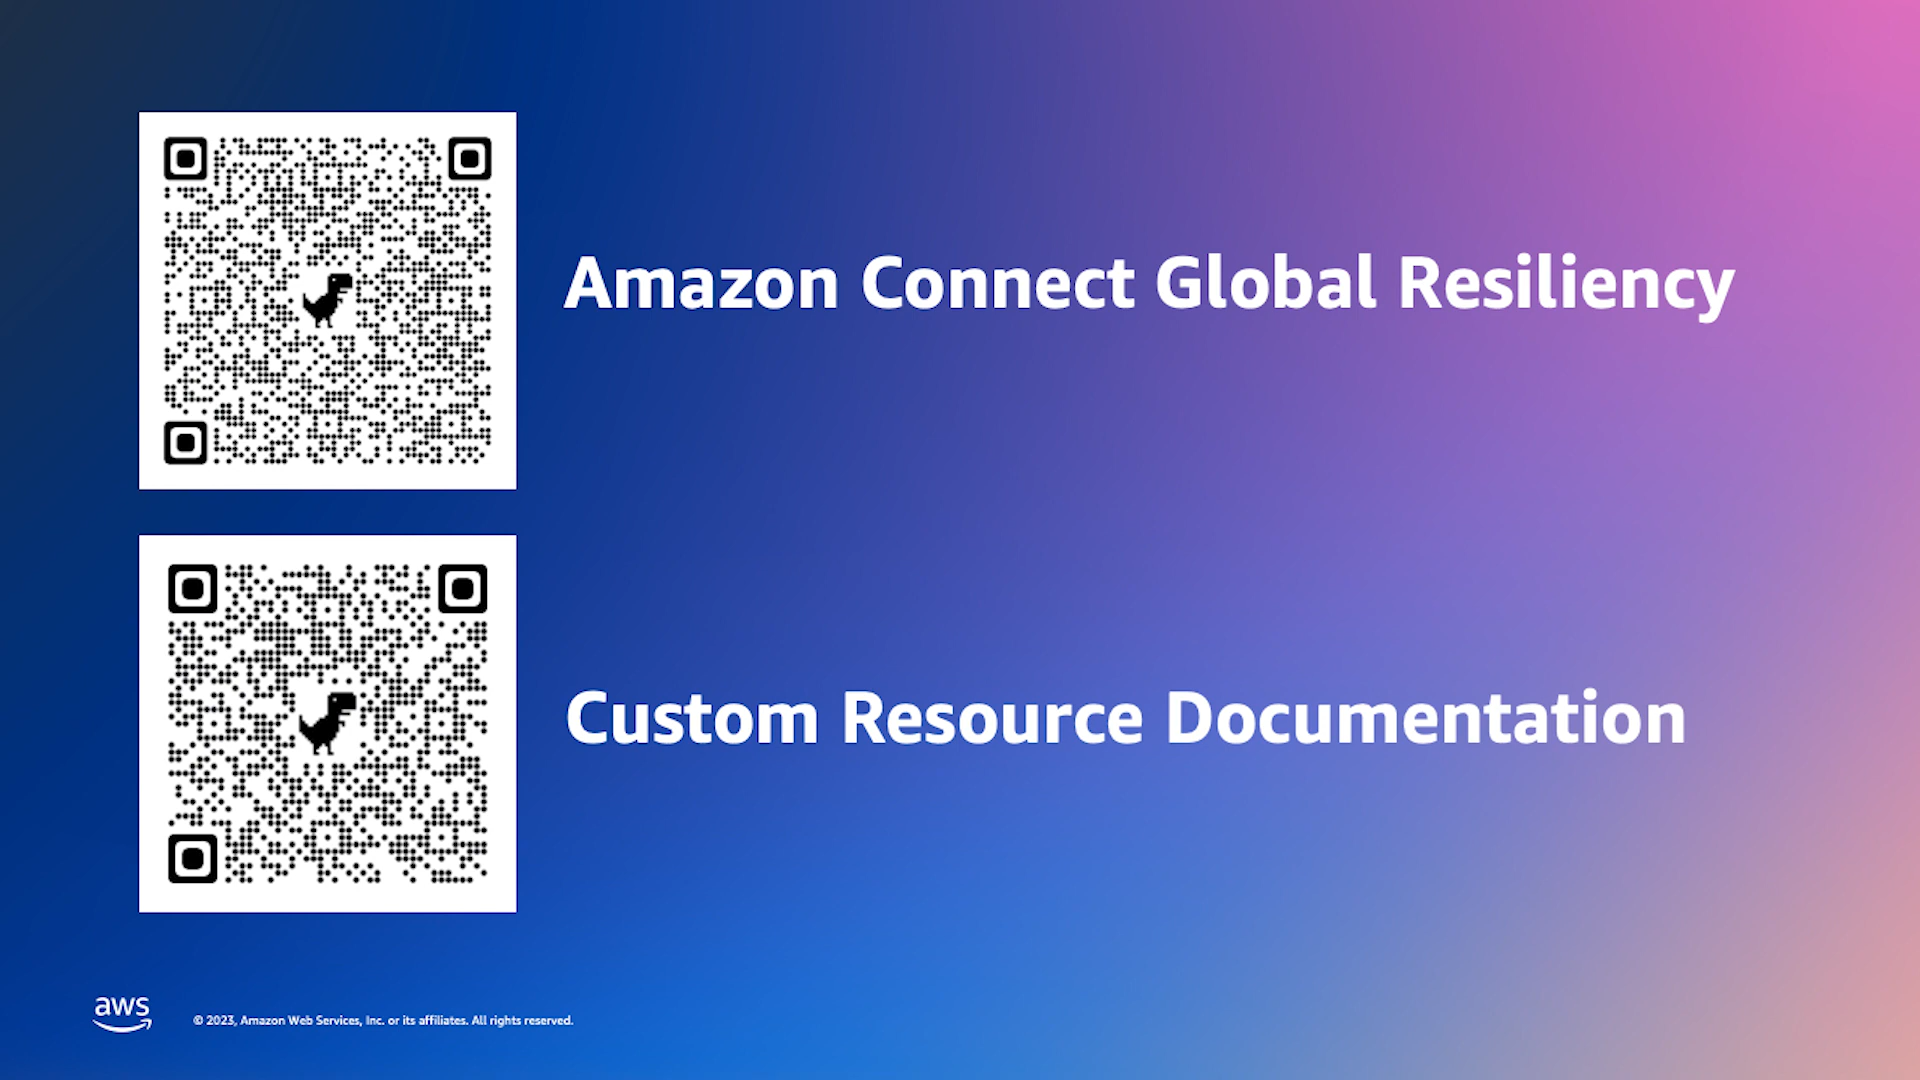 Amazon Connect Global Resiliency
Custom Resource Documentation
aws
© 2023, Amazon Web Services, Inc. or its affiliates. All rights reserved.